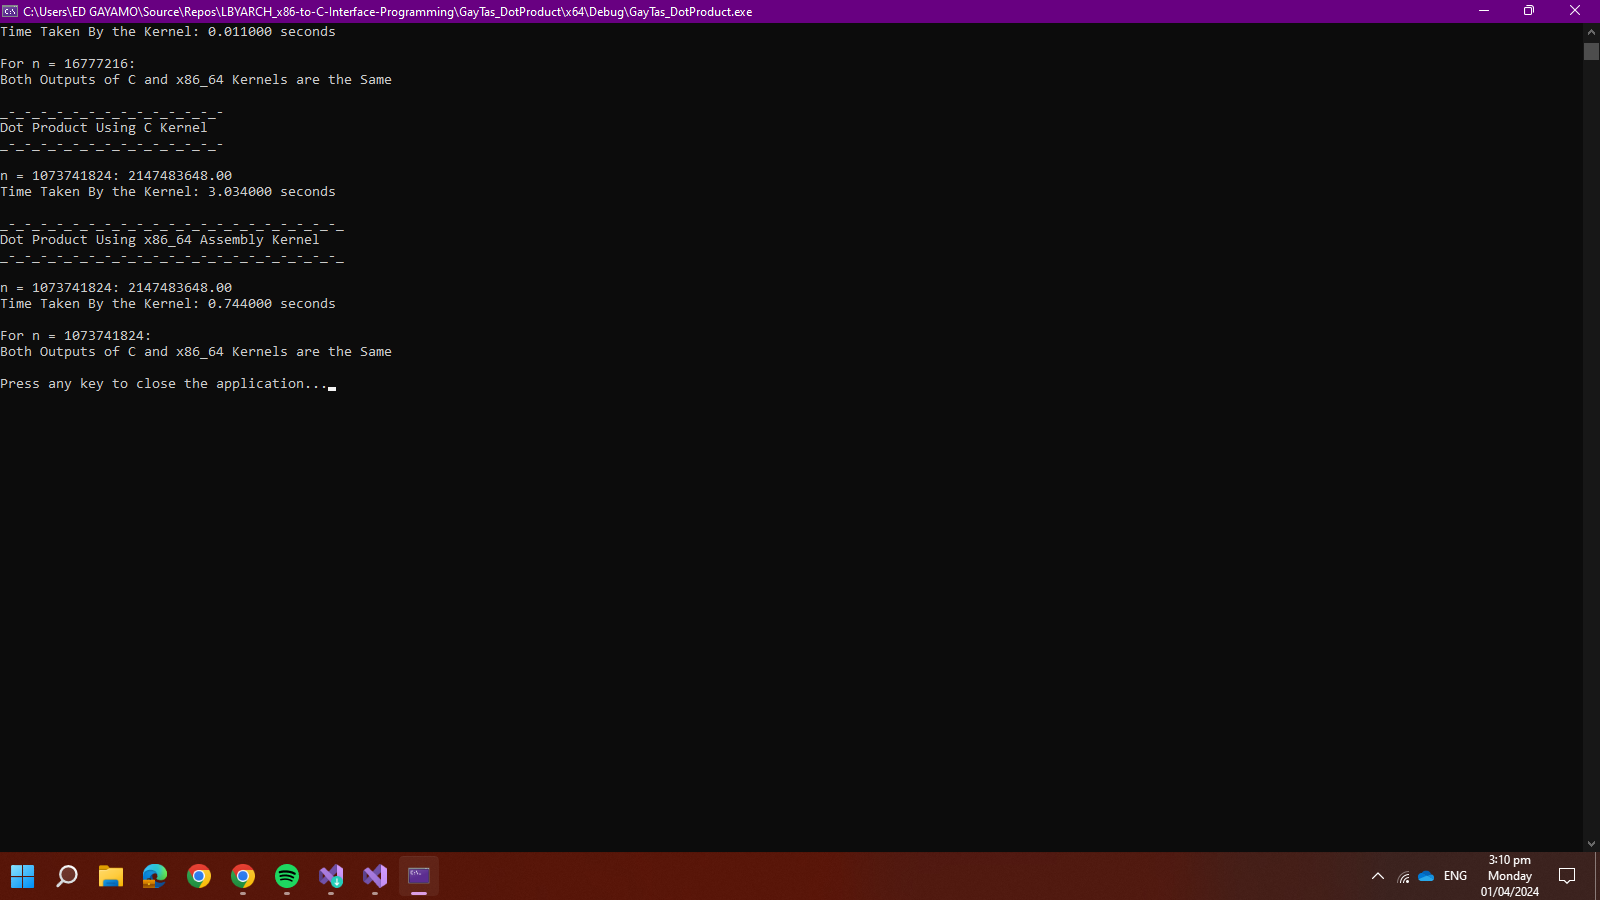 C:\Users\ED GAYAMO\Source\Repos\LBYARCH_x86-to-C-Interface-Programming\GayTas_DotProduct\x64\Debug\GayTas_DotProduct.exe
Time Taken By the Kernel: 0.011000 seconds
For n = 16777216:
Both Outputs of C and x86_64 Kernels are the Same
_-_-_-_-_-_-_-_-_-_-_-_-_-_-
Dot Product Using C Kernel
_-_-_-_-_-_-_-_-_-_-_-_-_-_-
n = 1073741824: 2147483648.00
Time Taken By the Kernel: 3.034000 seconds
_-_-_-_-_-_-_-_-_-_-_-_-_-_-_-_-_-_-_-_-_-_
Dot Product Using x86_64 Assembly Kernel
_-_-_-_-_-_-_-_-_-_-_-_-_-_-_-_-_-_-_-_-_-_
n = 1073741824: 2147483648.00
Time Taken By the Kernel: 0.744000 seconds
For n = 1073741824:
Both Outputs of C and x86_64 Kernels are the Same
Press any key to close the application...
ENG
3:10 pm
Monday
01/04/2024